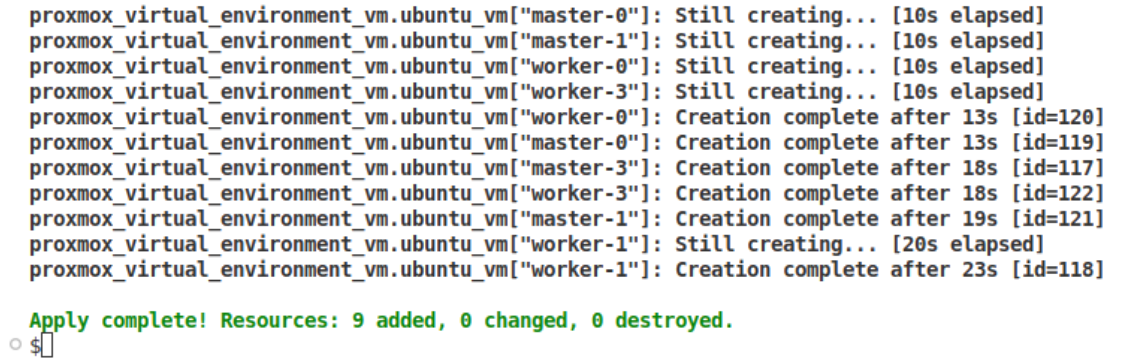 proxmox_virtual_environment_vm.ubuntu_vm["master-0"]: Still creating... [10s elapsed]
proxmox_virtual_environment_vm.ubuntu_vm["master-1"]: Still creating... [10s elapsed]
proxmox_virtual_environment_vm.ubuntu_vm["worker-0"]: Still creating... [10s elapsed]
proxmox_virtual_environment_vm.ubuntu_vm["worker-3"]: Still creating... [10s elapsed]
proxmox_virtual_environment_vm.ubuntu_vm["worker-0"]: Creation complete after 13s [id=120]
proxmox_virtual_environment_vm.ubuntu_vm["master-0"]: Creation complete after 13s [id=119]
proxmox_virtual_environment_vm.ubuntu_vm["master-3"]: Creation complete after 18s [id=117]
proxmox_virtual_environment_vm.ubuntu_vm["worker-3"]: Creation complete after 18s [id=122]
proxmox_virtual_environment_vm.ubuntu_vm["master-1"]: Creation complete after 19s [id=121]
proxmox_virtual_environment_vm.ubuntu_vm["worker-1"]: Still creating... [20s elapsed]
proxmox_virtual_environment_vm.ubuntu_vm["worker-1"]: Creation complete after 23s [id=118]
Apply complete! Resources: 9 added, 0 changed, 0 destroyed.
$